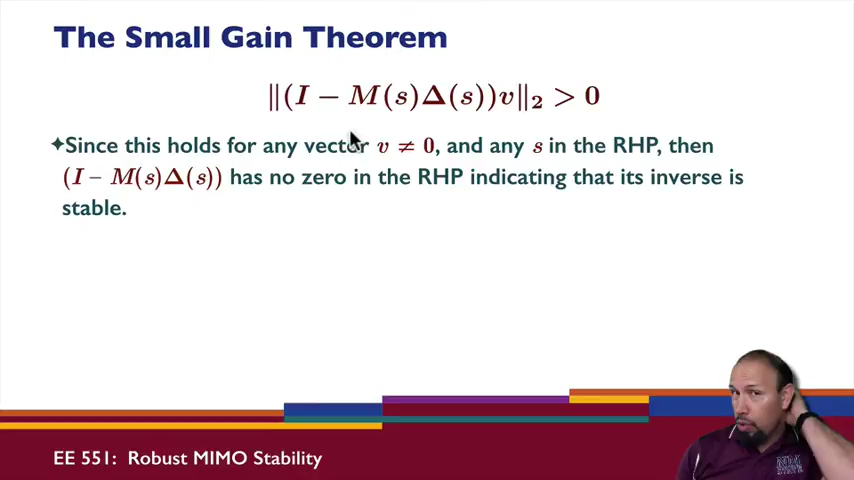 The Small Gain Theorem
‖(I − M(s)Δ(s))v‖₂ > 0
✦Since this holds for any vector v ≠ 0, and any s in the RHP, then
(I − M(s)Δ(s)) has no zero in the RHP indicating that its inverse is
stable.
EE 551: Robust MIMO Stability